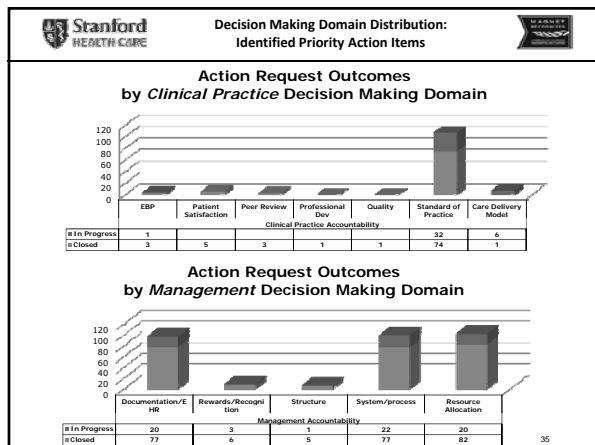 Stanford
HEALTH CARE
Decision Making Domain Distribution:
Identified Priority Action Items
MAGNET
Action Request Outcomes
by Clinical Practice Decision Making Domain
120
100
80
60
40
20
0
EBP Patient Satisfaction Peer Review Professional Dev Quality Standard of Practice Care Delivery Model
Clinical Practice Accountability
In Progress 1 32 6
Closed 3 5 3 1 1 74 1
Action Request Outcomes
by Management Decision Making Domain
120
100
80
60
40
20
0
Documentation/E HR Rewards/Recogni tion Structure System/process Resource Allocation
Management Accountability
In Progress 20 3 1 22 20
Closed 77 6 5 77 82
35